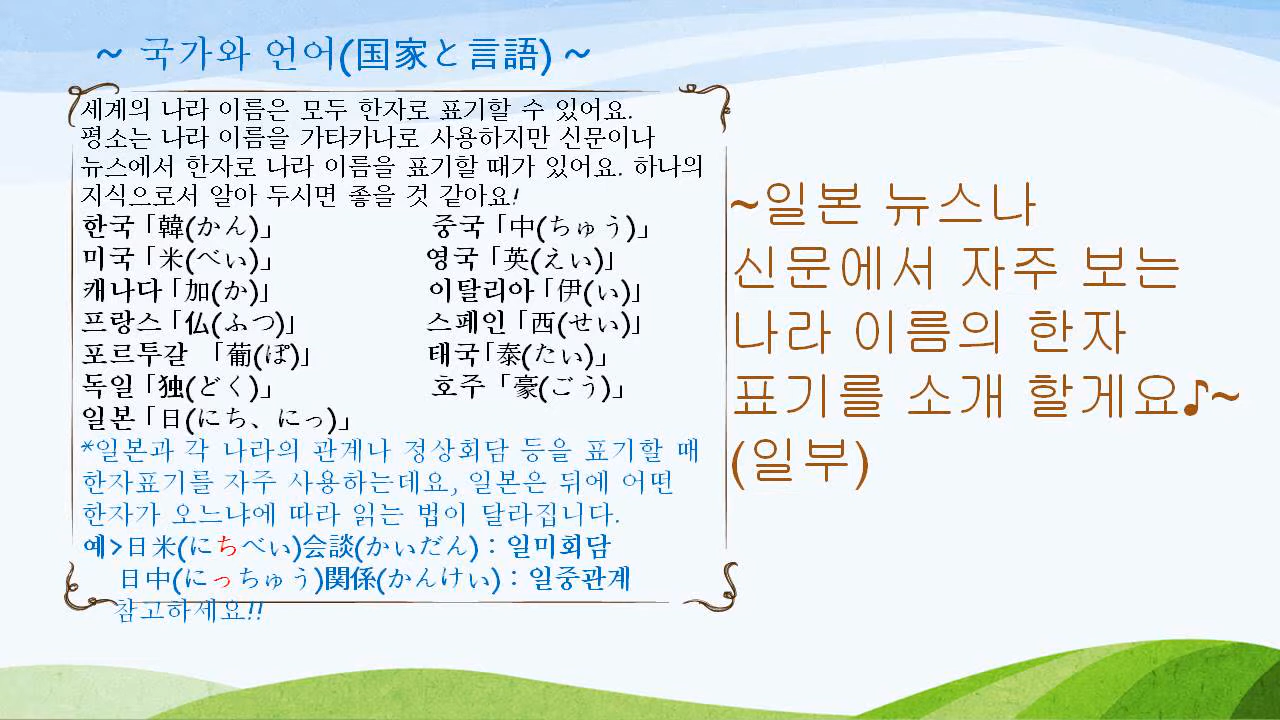 ~ 국가와 언어(国家と言語) ~
세계의 나라 이름은 모두 한자로 표기할 수 있어요.
평소는 나라 이름을 가타카나로 사용하지만 신문이나
뉴스에서 한자로 나라 이름을 표기할 때가 있어요. 하나의
지식으로서 알아 두시면 좋을 것 같아요!
한국「韓(かん)」 중국「中(ちゅう)」
미국「米(べぃ)」 영국「英(えぃ)」
캐나다「加(か)」 이탈리아「伊(ぃ)」
프랑스「仏(ふつ)」 스페인「西(せぃ)」
포르투갈 「葡(ぽ)」 태국「泰(たぃ)」
독일「独(どく)」 호주「豪(ごう)」
일본「日(にち、にっ)」
*일본과 각 나라의 관계나 정상회담 등을 표기할 때
한자표기를 자주 사용하는데요, 일본은 뒤에 어떤
한자가 오느냐에 따라 읽는 법이 달라집니다.
예>日米(にちべぃ)会談(かぃだん) : 일미회담
日中(にっちゅう)関係(かんけぃ) : 일중관계
참고하세요!!
~일본 뉴스나
신문에서 자주 보는
나라 이름의 한자
표기를 소개 할게요♪~
(일부)